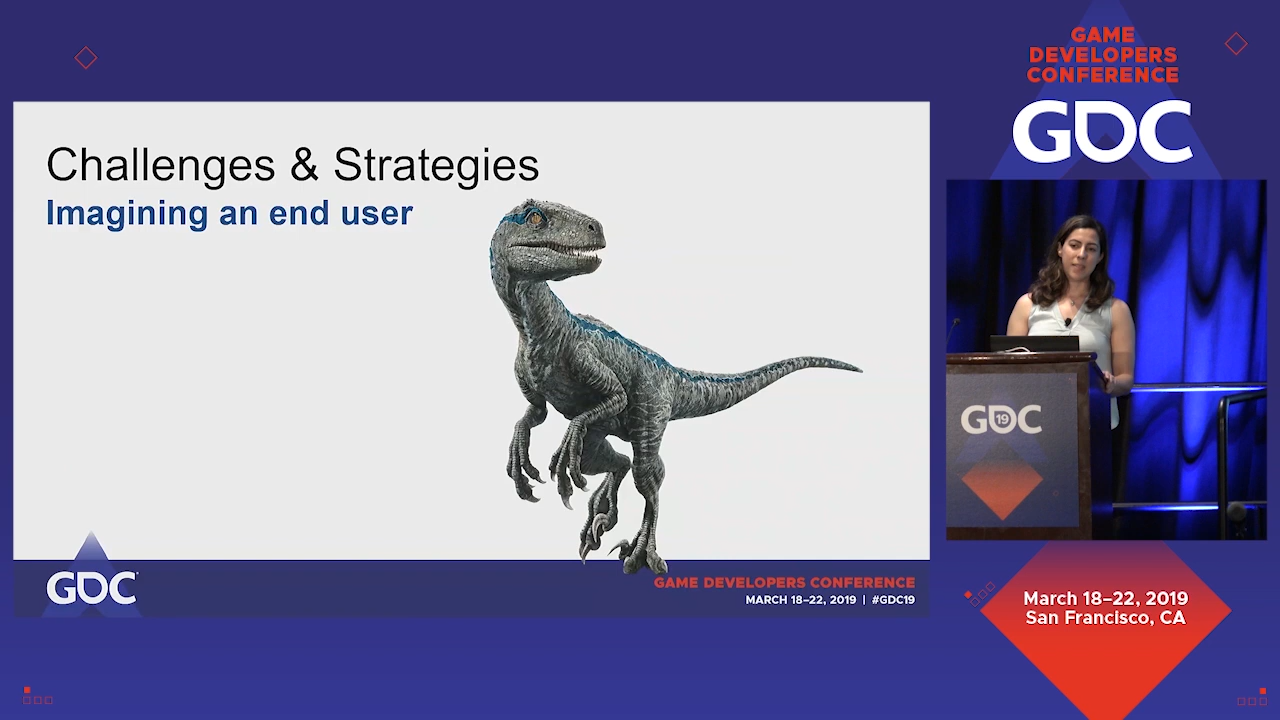 GAME
DEVELOPERS
CONFERENCE
GDC
Challenges & Strategies
Imagining an end user
GDC
19
GDC
GAME DEVELOPERS CONFERENCE
MARCH 18–22, 2019 | #GDC19
March 18–22, 2019
San Francisco, CA